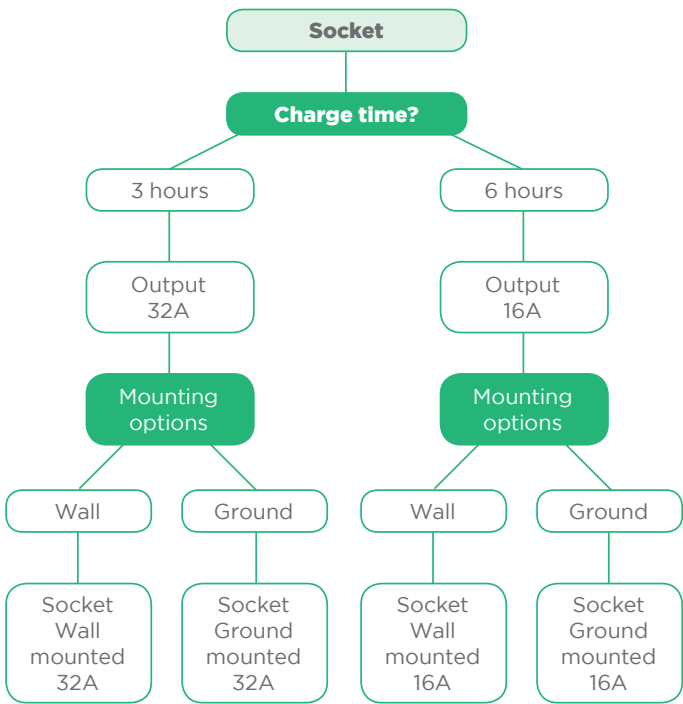 Socket
Charge time?
3 hours
6 hours
Output
32A
Output
16A
Mounting
options
Mounting
options
Wall
Ground
Wall
Ground
Socket
Wall
mounted
32A
Socket
Ground
mounted
32A
Socket
Wall
mounted
16A
Socket
Ground
mounted
16A